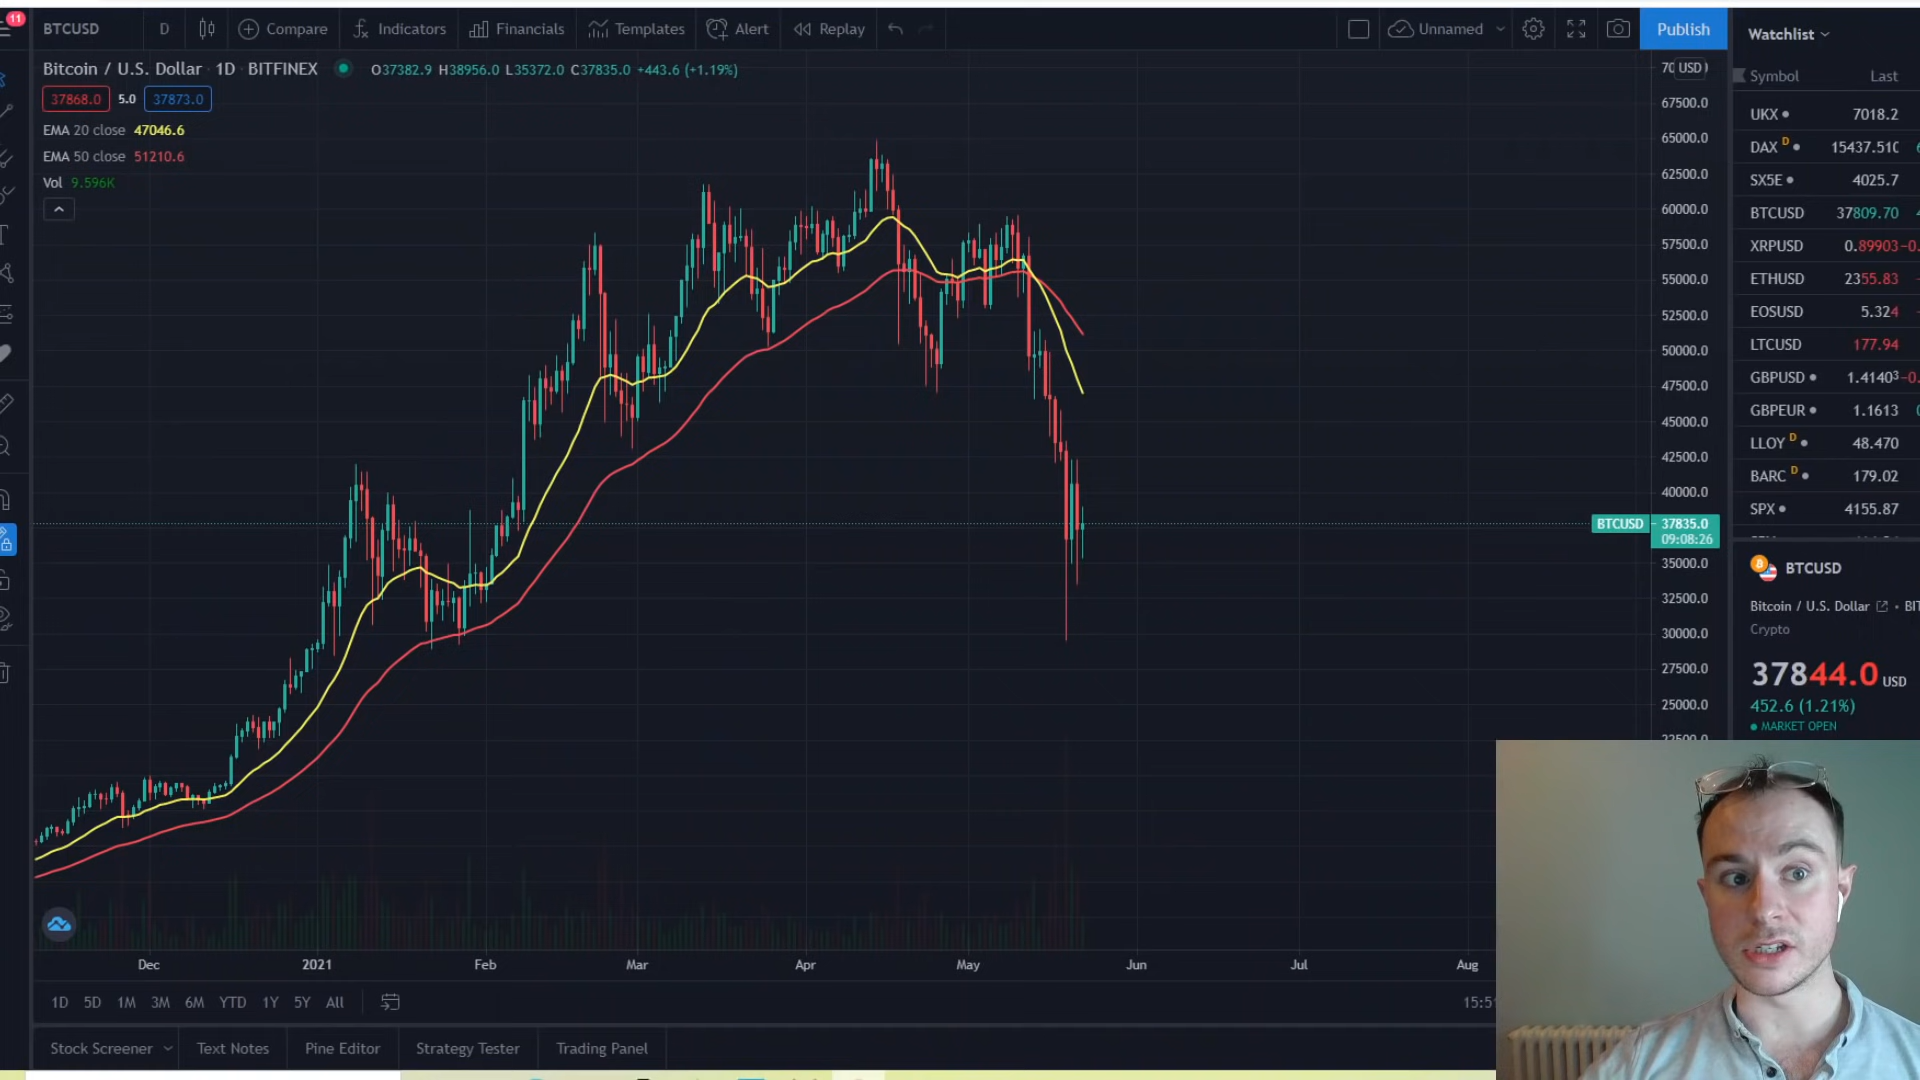 11
BTCUSD D Compare Indicators Financials Templates Alert Replay Unnamed Publish
Bitcoin / U.S. Dollar · 1D · BITFINEX O37382.9 H38956.0 L35372.0 C37835.0 +443.6 (+1.19%)
37868.0 5.0 37873.0
EMA 20 close 47046.6
EMA 50 close 51210.6
Vol 9.596K
USD
67500.0
65000.0
62500.0
60000.0
57500.0
55000.0
52500.0
50000.0
47500.0
45000.0
42500.0
40000.0
BTCUSD 37835.0
09:08:26
35000.0
32500.0
30000.0
27500.0
25000.0
22500.0
Dec 2021 Feb Mar Apr May Jun Jul Aug
1D 5D 1M 3M 6M YTD 1Y 5Y All
Stock Screener Text Notes Pine Editor Strategy Tester Trading Panel
Watchlist
Symbol Last
UKX 7018.2
DAX D 15437.510
SX5E 4025.7
BTCUSD 37809.70
XRPUSD 0.89903 -0.
ETHUSD 2355.83
EOSUSD 5.324
LTCUSD 177.94
GBPUSD 1.41403 -0.
GBPEUR 1.1613
LLOY D 48.470
BARC D 179.02
SPX 4155.87
BTCUSD
Bitcoin / U.S. Dollar
Crypto
37844.0 USD
452.6 (1.21%)
MARKET OPEN